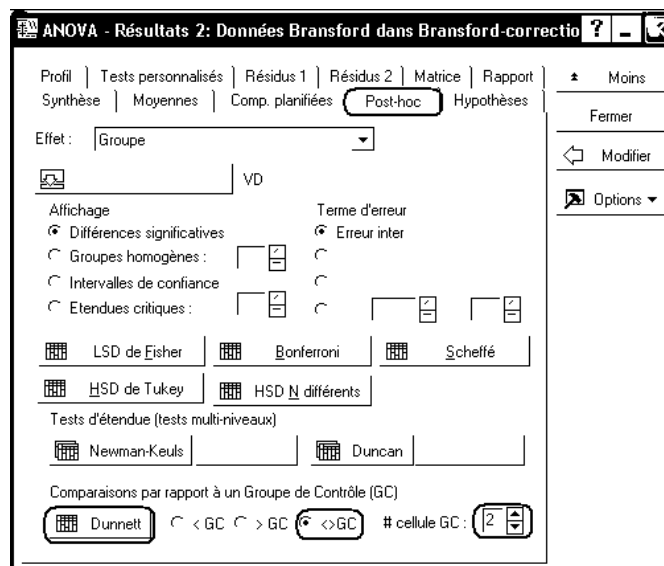 ANOVA - Résultats 2: Données Bransford dans Bransford-correctio ? _
Profil | Tests personnalisés | Résidus 1 | Résidus 2 | Matrice | Rapport
Synthèse | Moyennes | Comp. planifiées | Post-hoc | Hypothèses
Moins
Fermer
Modifier
Options
Effet : Groupe
VD
Affichage
Différences significatives
Groupes homogènes :
Intervalles de confiance
Etendues critiques :
Terme d'erreur
Erreur inter
LSD de Fisher
Bonferroni
Scheffé
HSD de Tukey
HSD N différents
Tests d'étendue (tests multi-niveaux)
Newman-Keuls
Duncan
Comparaisons par rapport à un Groupe de Contrôle (GC)
Dunnett
< GC
> GC
<>GC
# cellule GC : 2